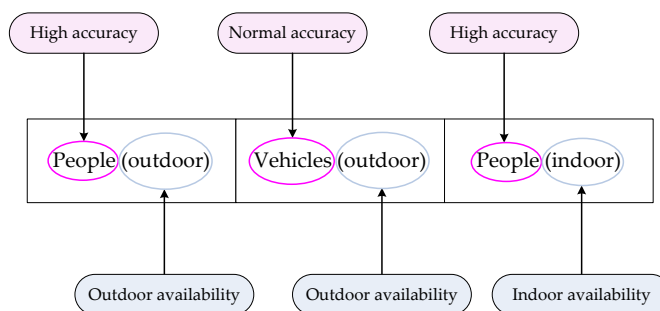 High accuracy
Normal accuracy
High accuracy
People (outdoor)
Vehicles (outdoor)
People (indoor)
Outdoor availability
Outdoor availability
Indoor availability